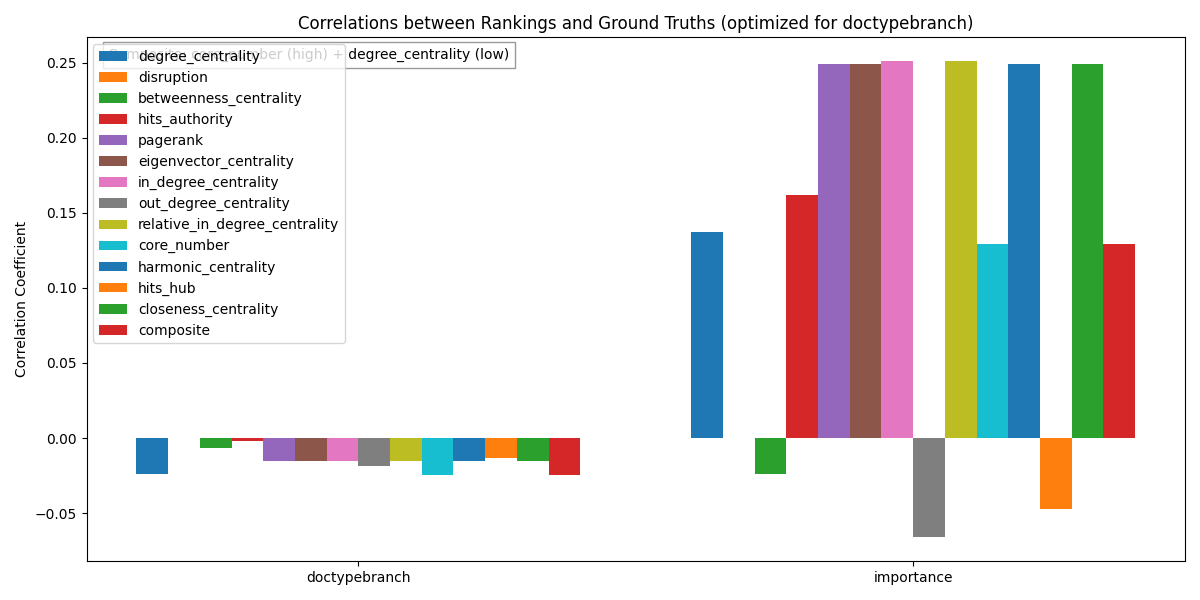 Correlations between Rankings and Ground Truths (optimized for doctypebranch)
Composite: core_number (high) + degree_centrality (low)
degree_centrality
disruption
betweenness_centrality
hits_authority
pagerank
eigenvector_centrality
in_degree_centrality
out_degree_centrality
relative_in_degree_centrality
core_number
harmonic_centrality
hits_hub
closeness_centrality
composite
Correlation Coefficient
0.25
0.20
0.15
0.10
0.05
0.00
−0.05
doctypebranch
importance